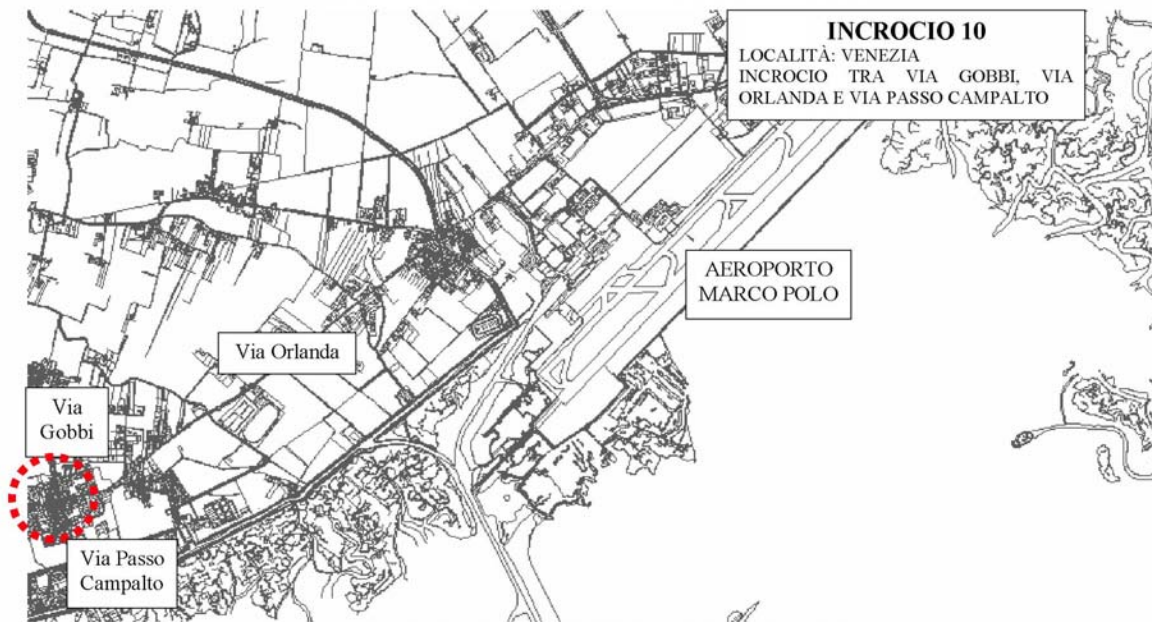 INCROCIO 10
LOCALITÀ: VENEZIA
INCROCIO TRA VIA GOBBI, VIA
ORLANDA E VIA PASSO CAMPALTO
AEROPORTO
MARCO POLO
Via Orlanda
Via
Gobbi
Via Passo
Campalto